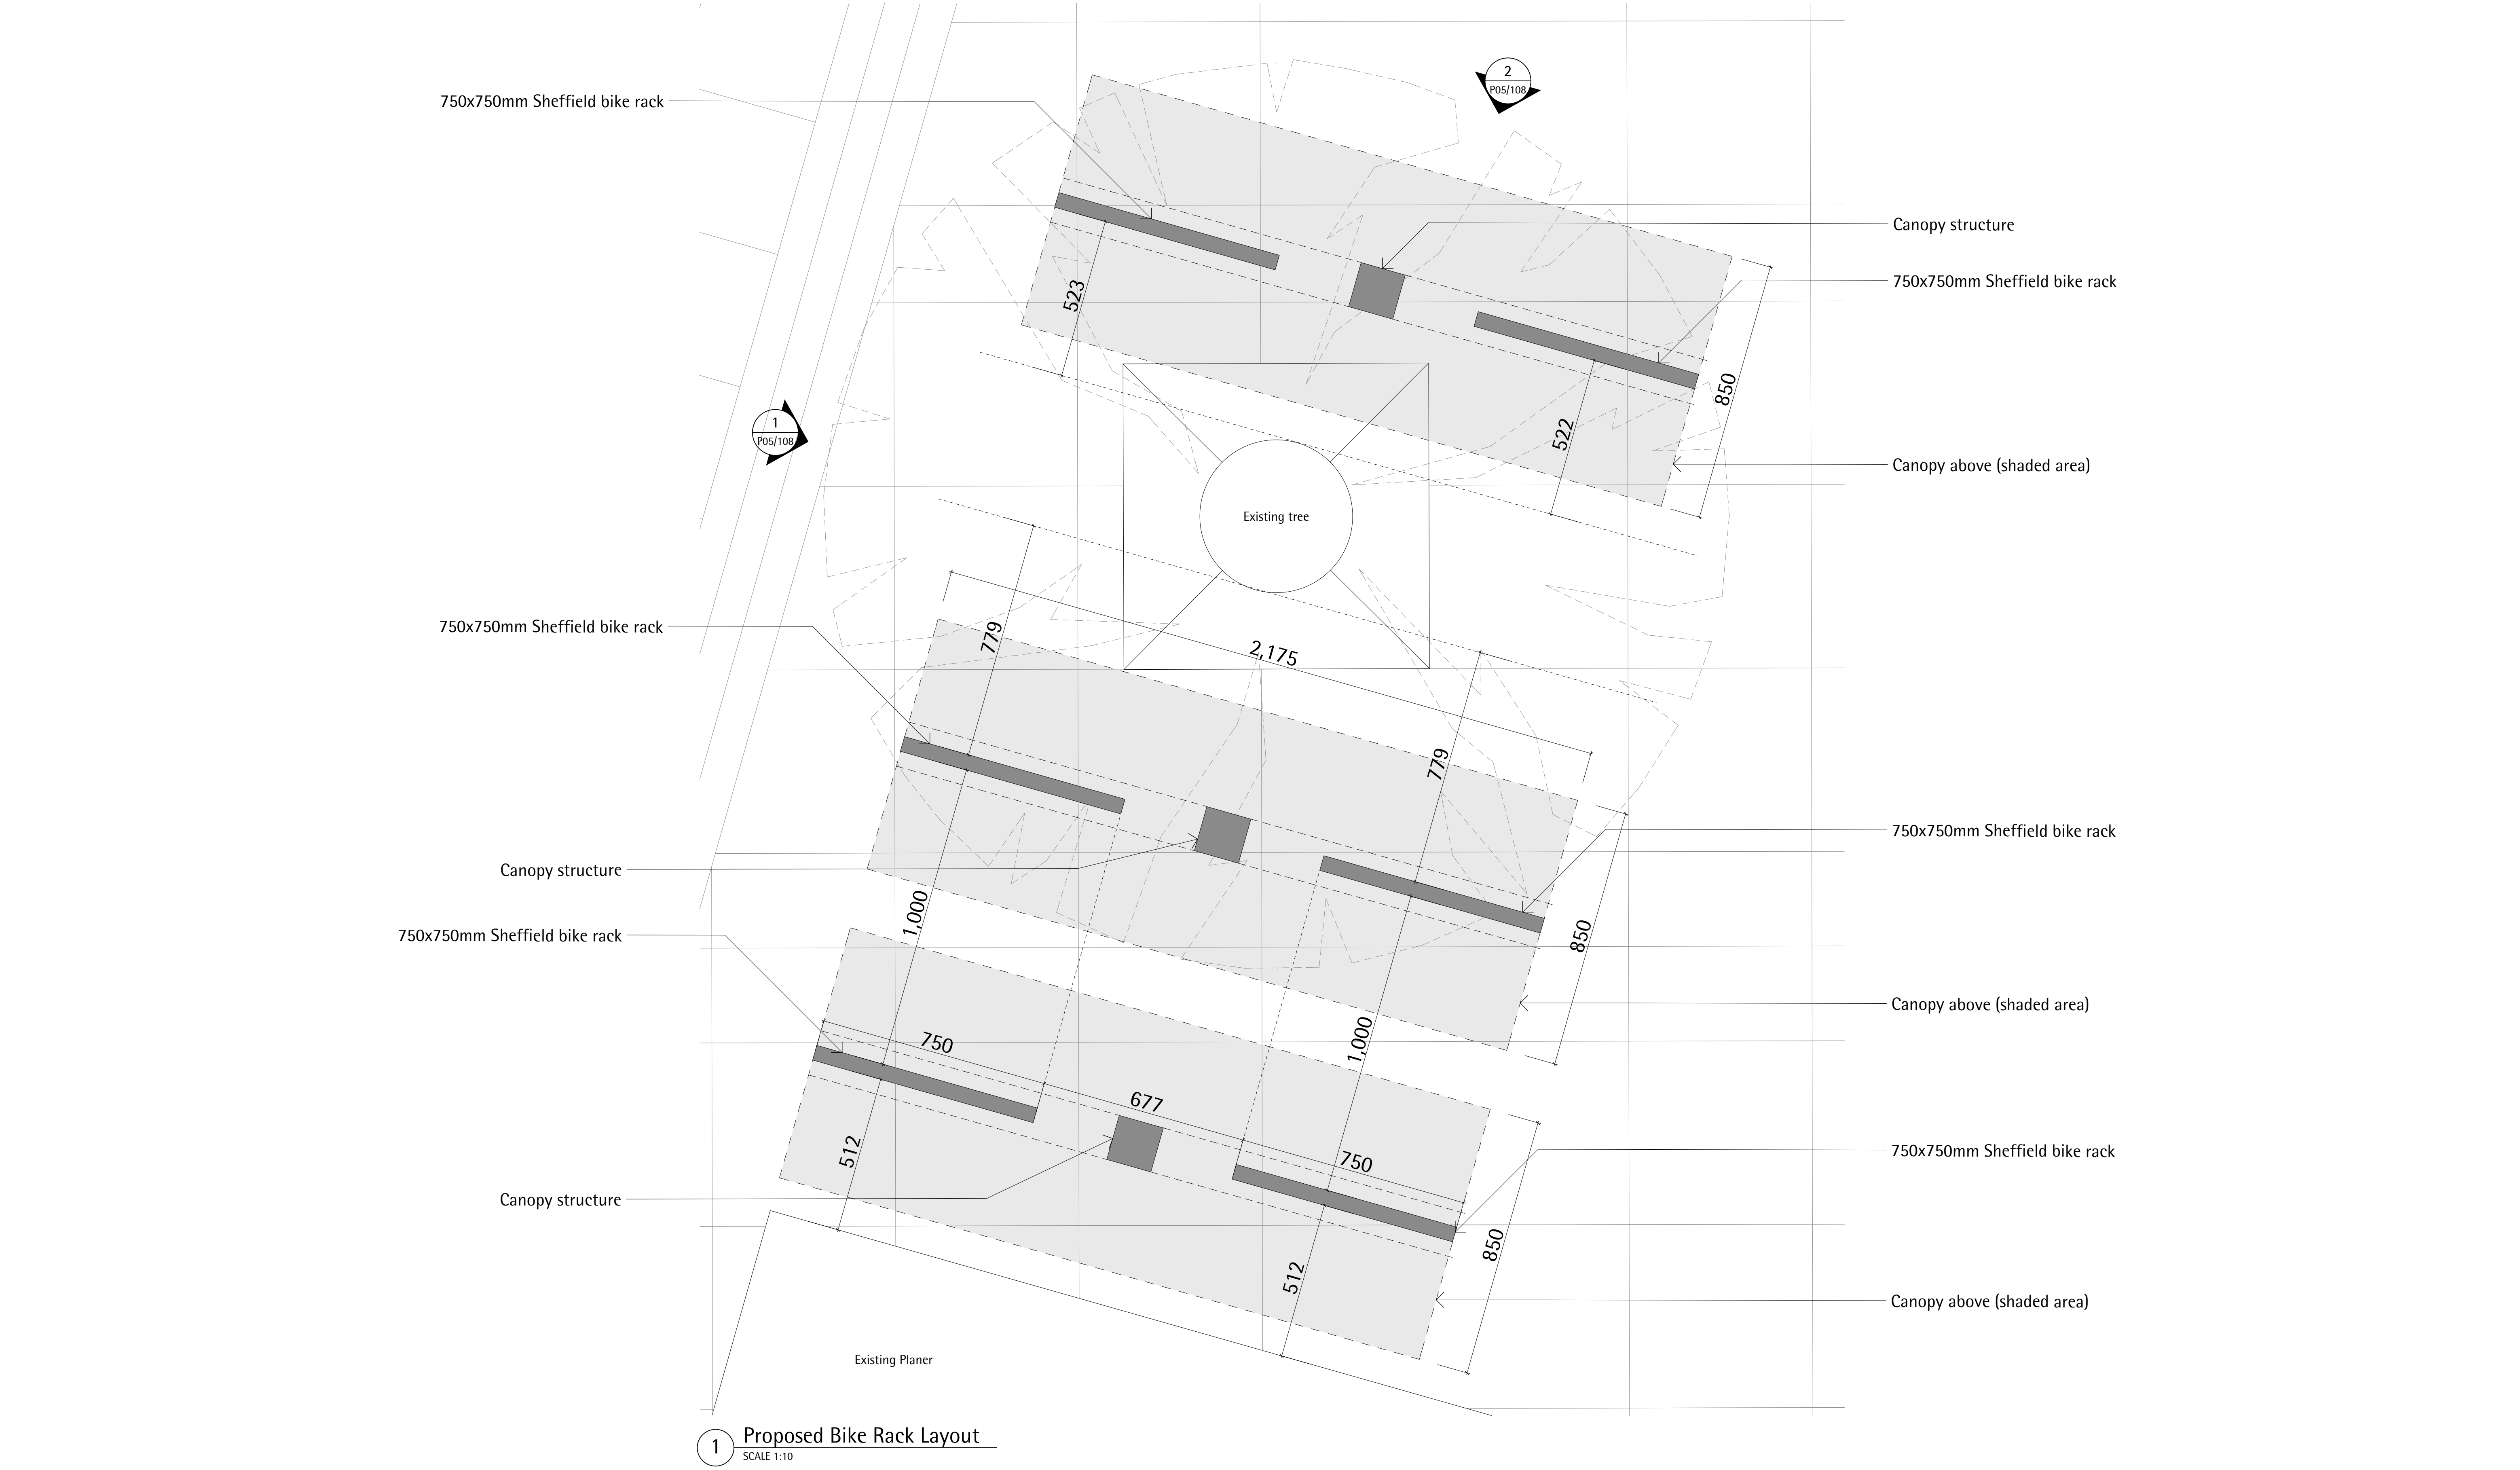 2
P05/108
750x750mm Sheffield bike rack
Canopy structure
750x750mm Sheffield bike rack
523
850
1
P05/108
522
Canopy above (shaded area)
Existing tree
750x750mm Sheffield bike rack
779
2,175
779
750x750mm Sheffield bike rack
Canopy structure
1,000
850
750x750mm Sheffield bike rack
Canopy above (shaded area)
1,000
750
677
512
750
750x750mm Sheffield bike rack
Canopy structure
850
512
Canopy above (shaded area)
Existing Planer
1
Proposed Bike Rack Layout
SCALE 1:10